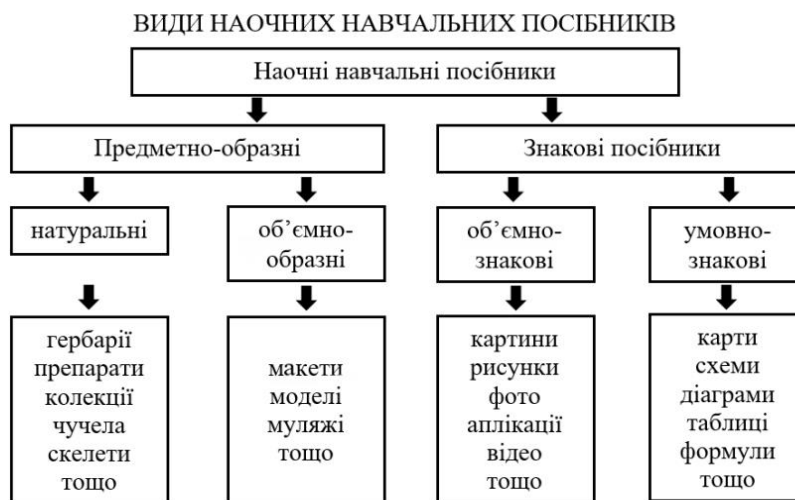 ВИДИ НАОЧНИХ НАВЧАЛЬНИХ ПОСІБНИКІВ
Наочні навчальні посібники
Предметно-образні
Знакові посібники
натуральні
об’ємно-
образні
об’ємно-
знакові
умовно-
знакові
гербарії
препарати
колекції
чучела
скелети
тощо
макети
моделі
муляжі
тощо
картини
рисунки
фото
аплікації
відео
тощо
карти
схеми
діаграми
таблиці
формули
тощо